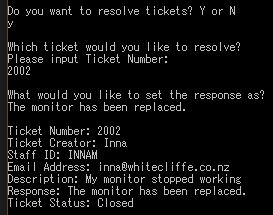 Do you want to resolve tickets? Y or N
y
Which ticket would you like to resolve?
Please input Ticket Number:
2002
What would you like to set the response as?
The monitor has been replaced.
Ticket Number: 2002
Ticket Creator: Inna
Staff ID: INNAM
Email Address: inna@whitecliffe.co.nz
Description: My monitor stopped working
Response: The monitor has been replaced.
Ticket Status: Closed